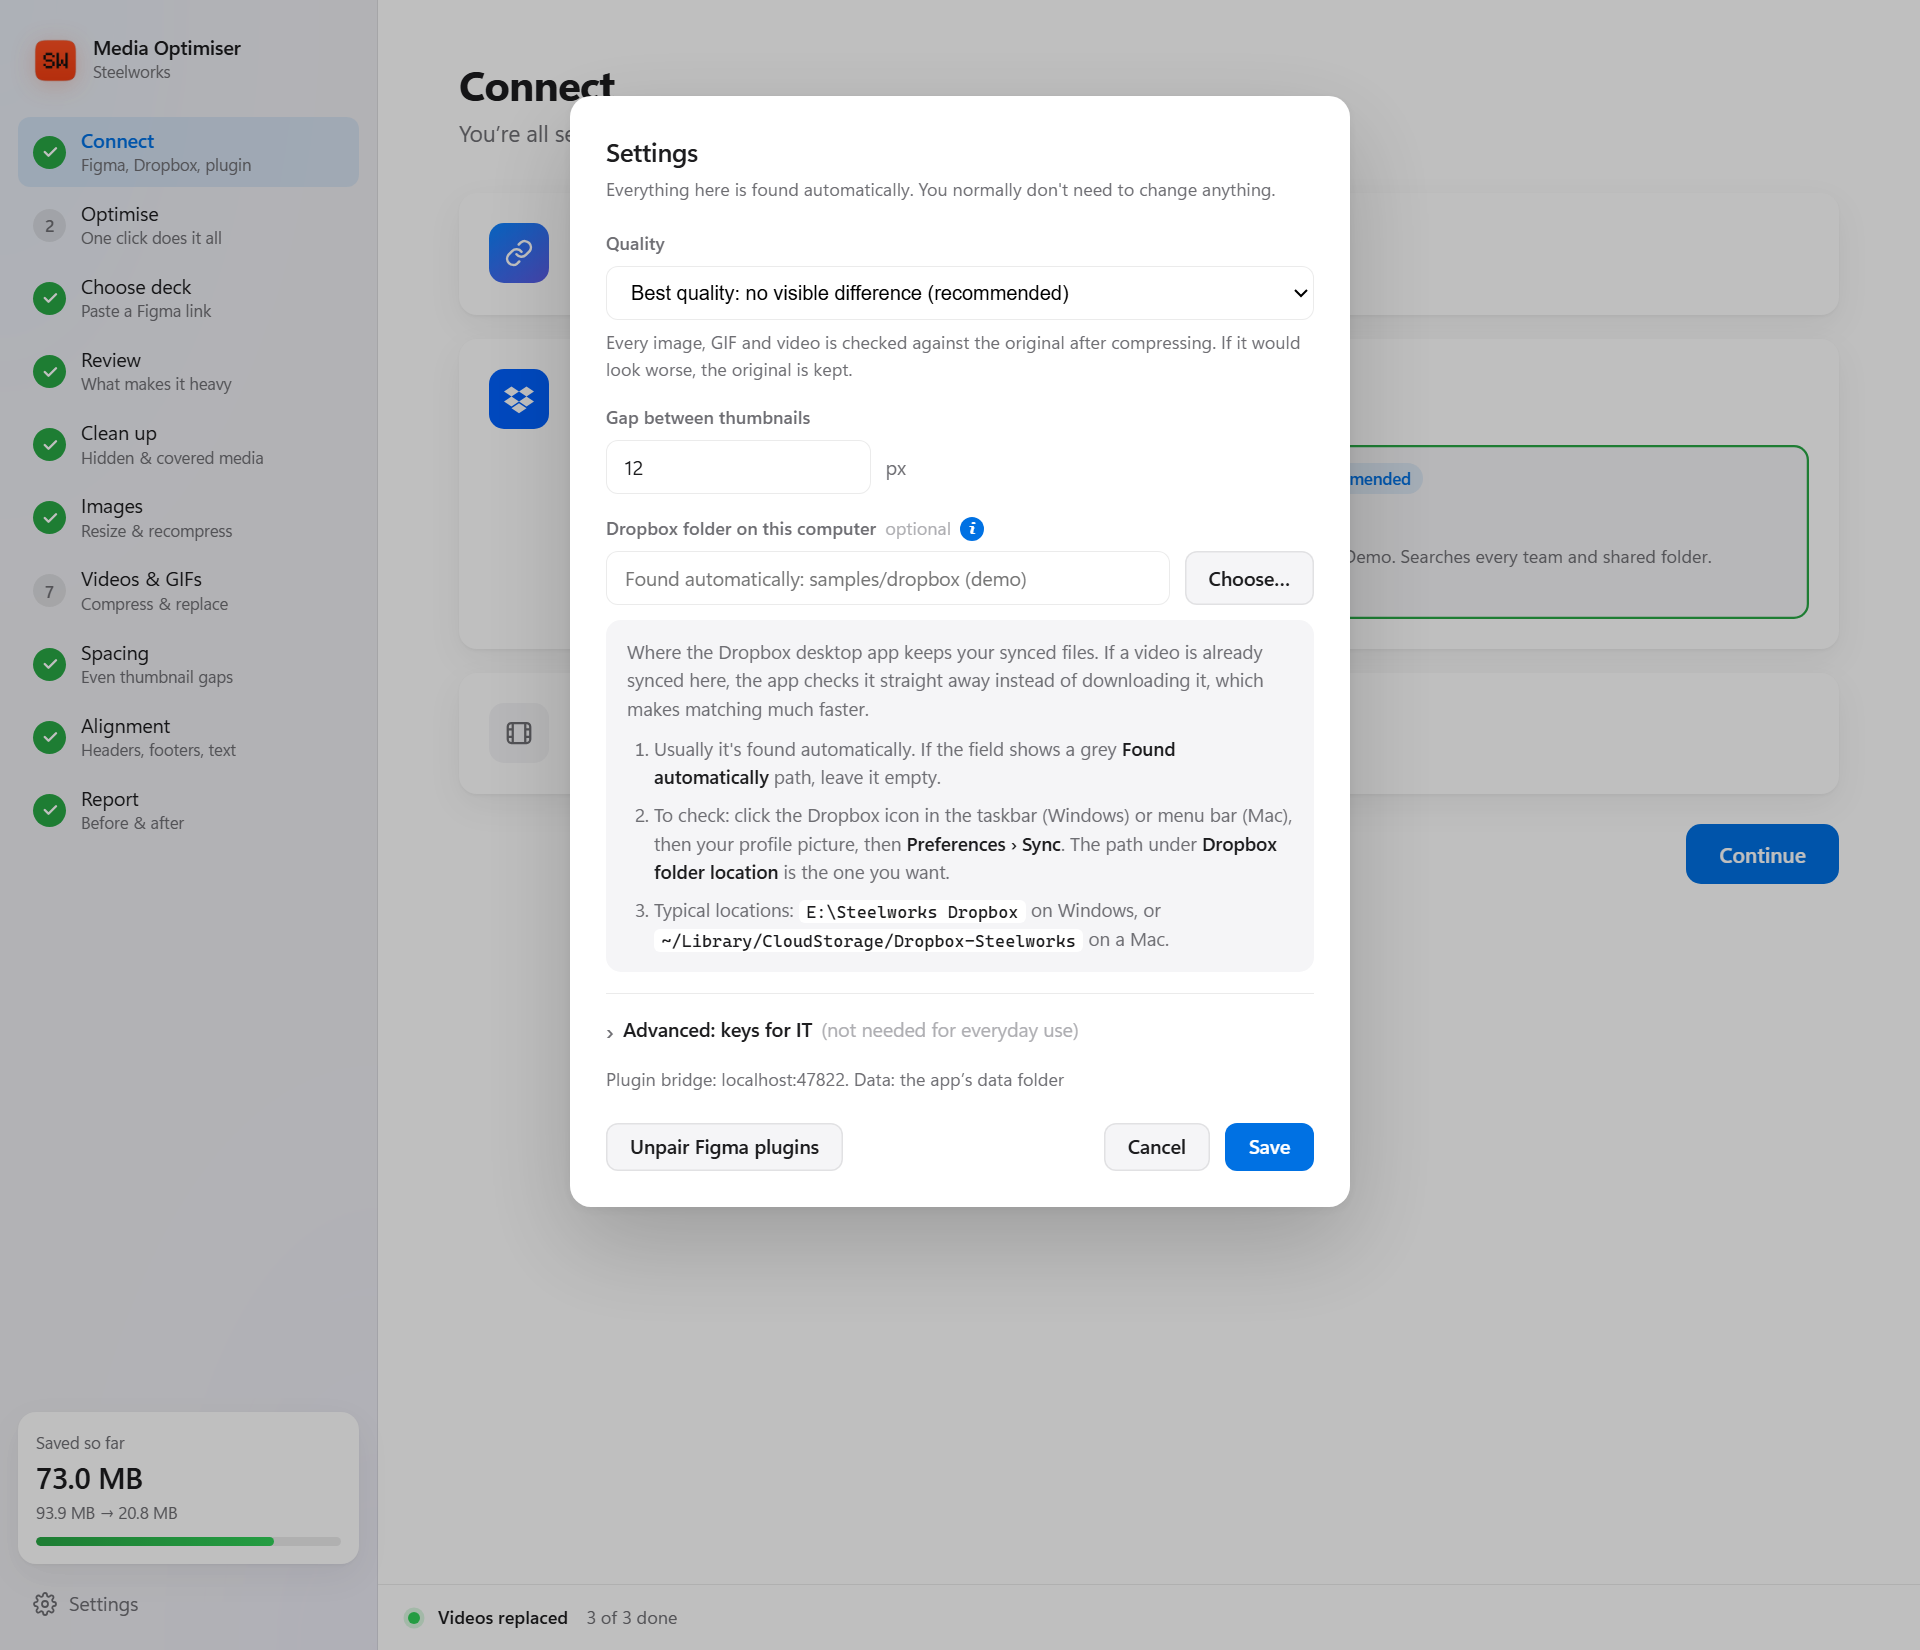 SW
Media Optimiser
Steelworks
Connect
Figma, Dropbox, plugin
2
Optimise
One click does it all
Choose deck
Paste a Figma link
Review
What makes it heavy
Clean up
Hidden & covered media
Images
Resize & recompress
7
Videos & GIFs
Compress & replace
Spacing
Even thumbnail gaps
Alignment
Headers, footers, text
Report
Before & after
Saved so far
73.0 MB
93.9 MB → 20.8 MB
Settings
Connect
You’re all
Settings
Everything here is found automatically. You normally don't need to change anything.
Quality
Best quality: no visible difference (recommended)
Every image, GIF and video is checked against the original after compressing. If it would
look worse, the original is kept.
Gap between thumbnails
12 px
Dropbox folder on this computer optional i
Found automatically: samples/dropbox (demo) Choose...
Where the Dropbox desktop app keeps your synced files. If a video is already
synced here, the app checks it straight away instead of downloading it, which
makes matching much faster.
1. Usually it's found automatically. If the field shows a grey Found
automatically path, leave it empty.
2. To check: click the Dropbox icon in the taskbar (Windows) or menu bar (Mac),
then your profile picture, then Preferences › Sync. The path under Dropbox
folder location is the one you want.
3. Typical locations: E:\Steelworks Dropbox on Windows, or
~/Library/CloudStorage/Dropbox-Steelworks on a Mac.
› Advanced: keys for IT (not needed for everyday use)
Plugin bridge: localhost:47822. Data: the app’s data folder
Unpair Figma plugins Cancel Save
mended
Demo. Searches every team and shared folder.
Continue
Videos replaced 3 of 3 done